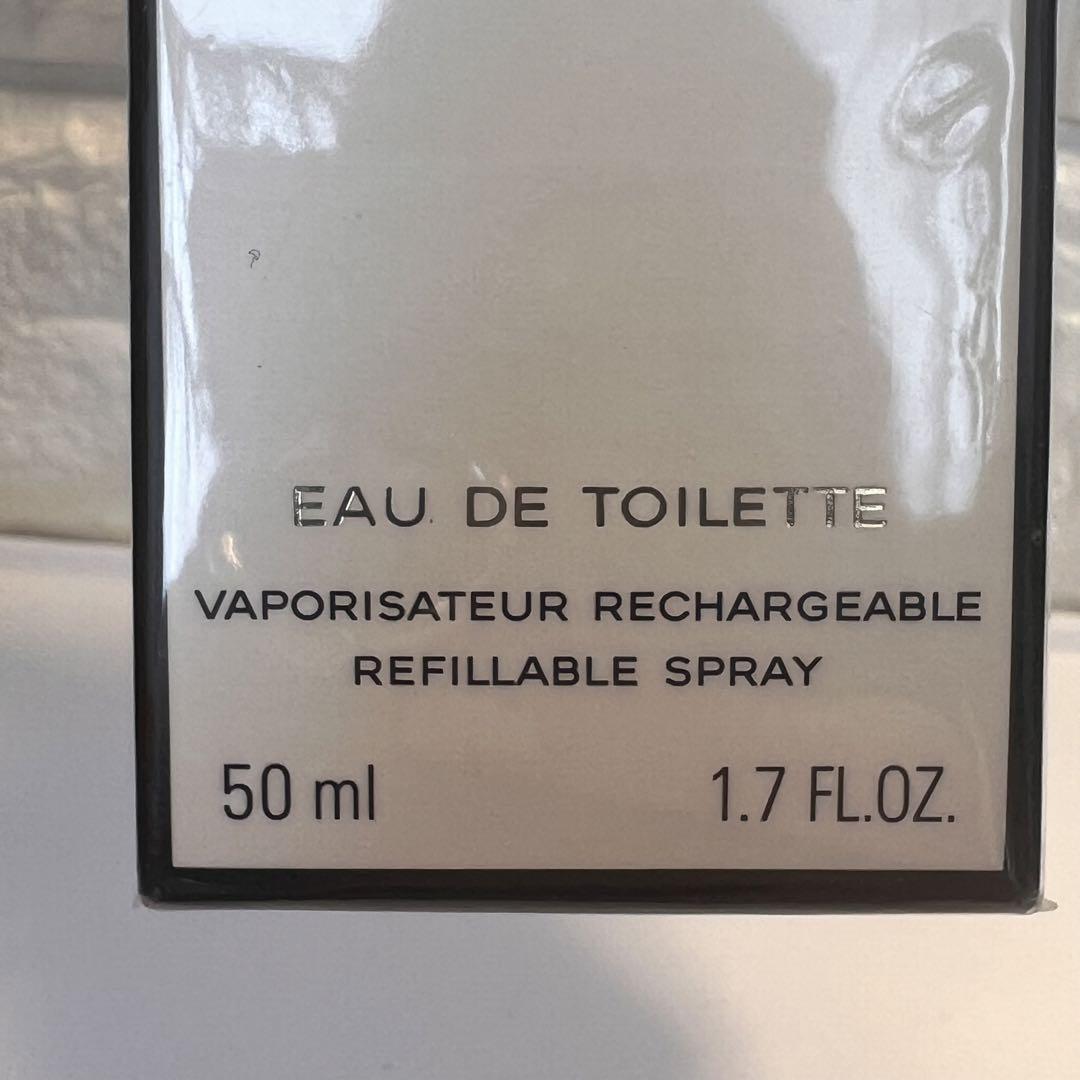 EAU DE TOILETTE
VAPORISATEUR RECHARGEABLE
REFILLABLE SPRAY
50 ml 1.7 FL.OZ.